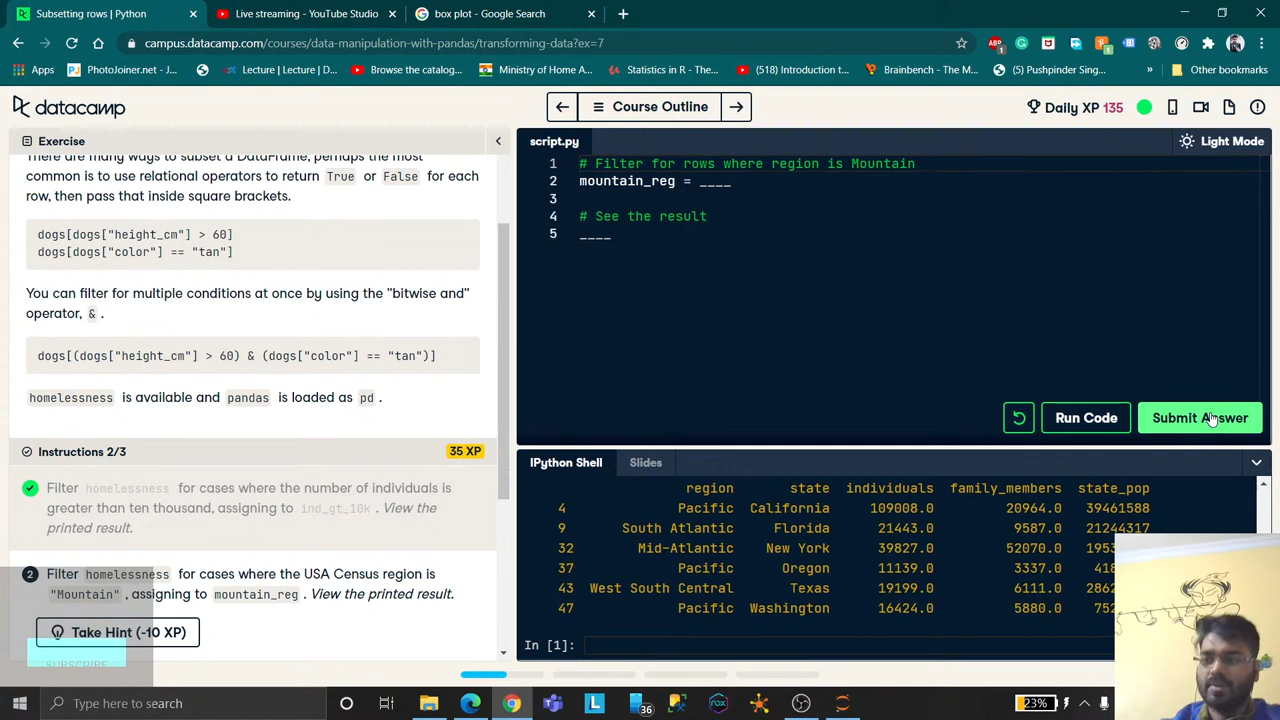 Subsetting rows | Python
Live streaming - YouTube Studio
box plot - Google Search
campus.datacamp.com/courses/data-manipulation-with-pandas/transforming-data?ex=7
Apps
PhotoJoiner.net - J...
Lecture | Lecture | D...
Browse the catalog...
Ministry of Home A...
Statistics in R - The...
(518) Introduction t...
Brainbench - The M...
(5) Pushpinder Sing...
»
Other bookmarks
datacamp
Course Outline
Daily XP 135
Exercise
There are many ways to subset a DataFrame, perhaps the most
common is to use relational operators to return True or False for each
row, then pass that inside square brackets.
dogs[dogs["height_cm"] > 60]
dogs[dogs["color"] == "tan"]
You can filter for multiple conditions at once by using the "bitwise and"
operator, & .
dogs[(dogs["height_cm"] > 60) & (dogs["color"] == "tan")]
homelessness is available and pandas is loaded as pd .
Instructions 2/3
35 XP
Filter homelessness for cases where the number of individuals is
greater than ten thousand, assigning to ind_gt_10k . View the
printed result.
2
Filter homelessness for cases where the USA Census region is
"Mountain" , assigning to mountain_reg . View the printed result.
Take Hint (-10 XP)
SUBSCRIBE
script.py
Light Mode
1 # Filter for rows where region is Mountain
2 mountain_reg = ____
3
4 # See the result
5 ____
Run Code
Submit Answer
IPython Shell
Slides
region state individuals family_members state_pop
4 Pacific California 109008.0 20964.0 39461588
9 South Atlantic Florida 21443.0 9587.0 21244317
32 Mid-Atlantic New York 39827.0 52070.0 1953
37 Pacific Oregon 11139.0 3337.0 418
43 West South Central Texas 19199.0 6111.0 2862
47 Pacific Washington 16424.0 5880.0 752
In [1]:
Type here to search
36
23%